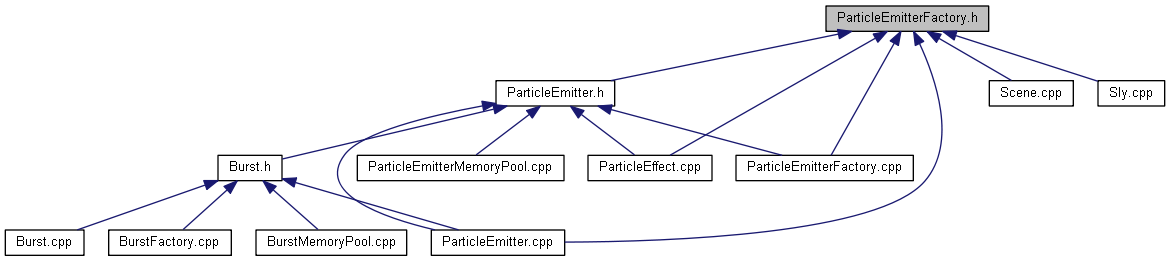 ParticleEmitterFactory.h
ParticleEmitter.h
Scene.cpp
Sly.cpp
Burst.h
ParticleEmitterMemoryPool.cpp
ParticleEffect.cpp
ParticleEmitterFactory.cpp
Burst.cpp
BurstFactory.cpp
BurstMemoryPool.cpp
ParticleEmitter.cpp